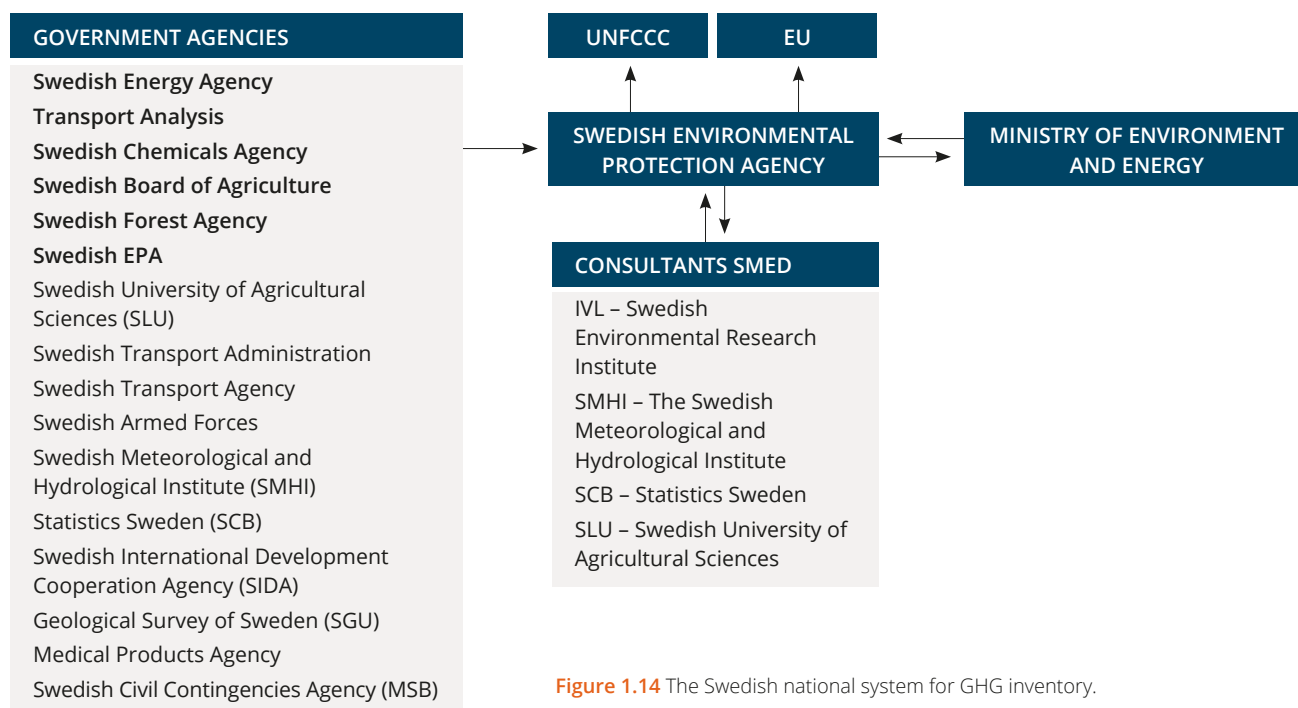 GOVERNMENT AGENCIES
Swedish Energy Agency
Transport Analysis
Swedish Chemicals Agency
Swedish Board of Agriculture
Swedish Forest Agency
Swedish EPA
Swedish University of Agricultural
Sciences (SLU)
Swedish Transport Administration
Swedish Transport Agency
Swedish Armed Forces
Swedish Meteorological and
Hydrological Institute (SMHI)
Statistics Sweden (SCB)
Swedish International Development
Cooperation Agency (SIDA)
Geological Survey of Sweden (SGU)
Medical Products Agency
Swedish Civil Contingencies Agency (MSB)
UNFCCC
EU
SWEDISH ENVIRONMENTAL
PROTECTION AGENCY
MINISTRY OF ENVIRONMENT
AND ENERGY
CONSULTANTS SMED
IVL – Swedish
Environmental Research
Institute
SMHI – The Swedish
Meteorological and
Hydrological Institute
SCB – Statistics Sweden
SLU – Swedish University of
Agricultural Sciences
Figure 1.14 The Swedish national system for GHG inventory.